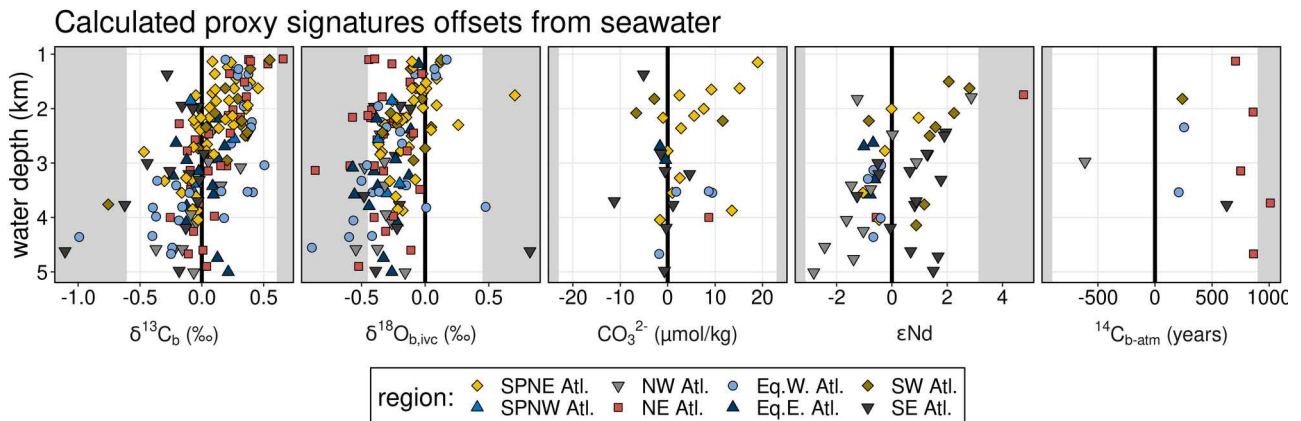 Calculated proxy signatures offsets from seawater
water depth (km)
1
2
3
4
5
-1.0 -0.5 0.0 0.5
-0.5 0.0 0.5
-20 -10 0 10 20
-2 0 2 4
-500 0 500 1000
δ¹³C_b (‰) δ¹⁸O_b,ivc (‰) CO₃²⁻ (μmol/kg) εNd ¹⁴C_b-atm (years)
region: SPNE Atl. NW Atl. Eq.W. Atl. SW Atl.
SPNW Atl. NE Atl. Eq.E. Atl. SE Atl.